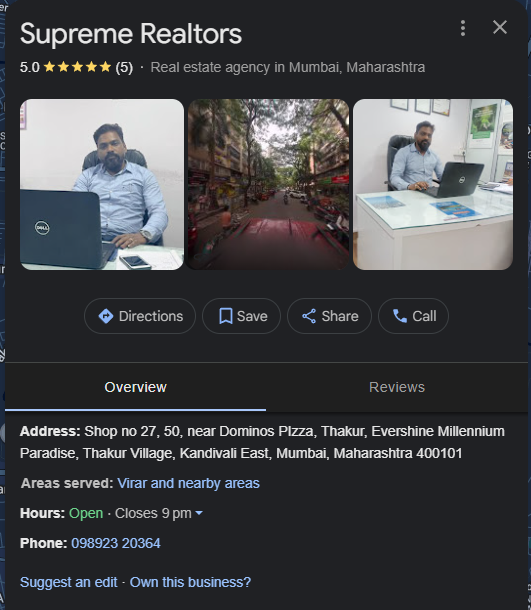 Supreme Realtors
5.0 ★★★★★ (5) · Real estate agency in Mumbai, Maharashtra
DELL
Directions
Save
Share
Call
Overview
Reviews
Address: Shop no 27, 50, near Dominos PIzza, Thakur, Evershine Millennium
Paradise, Thakur Village, Kandivali East, Mumbai, Maharashtra 400101
Areas served: Virar and nearby areas
Hours: Open · Closes 9 pm
Phone: 098923 20364
Suggest an edit · Own this business?